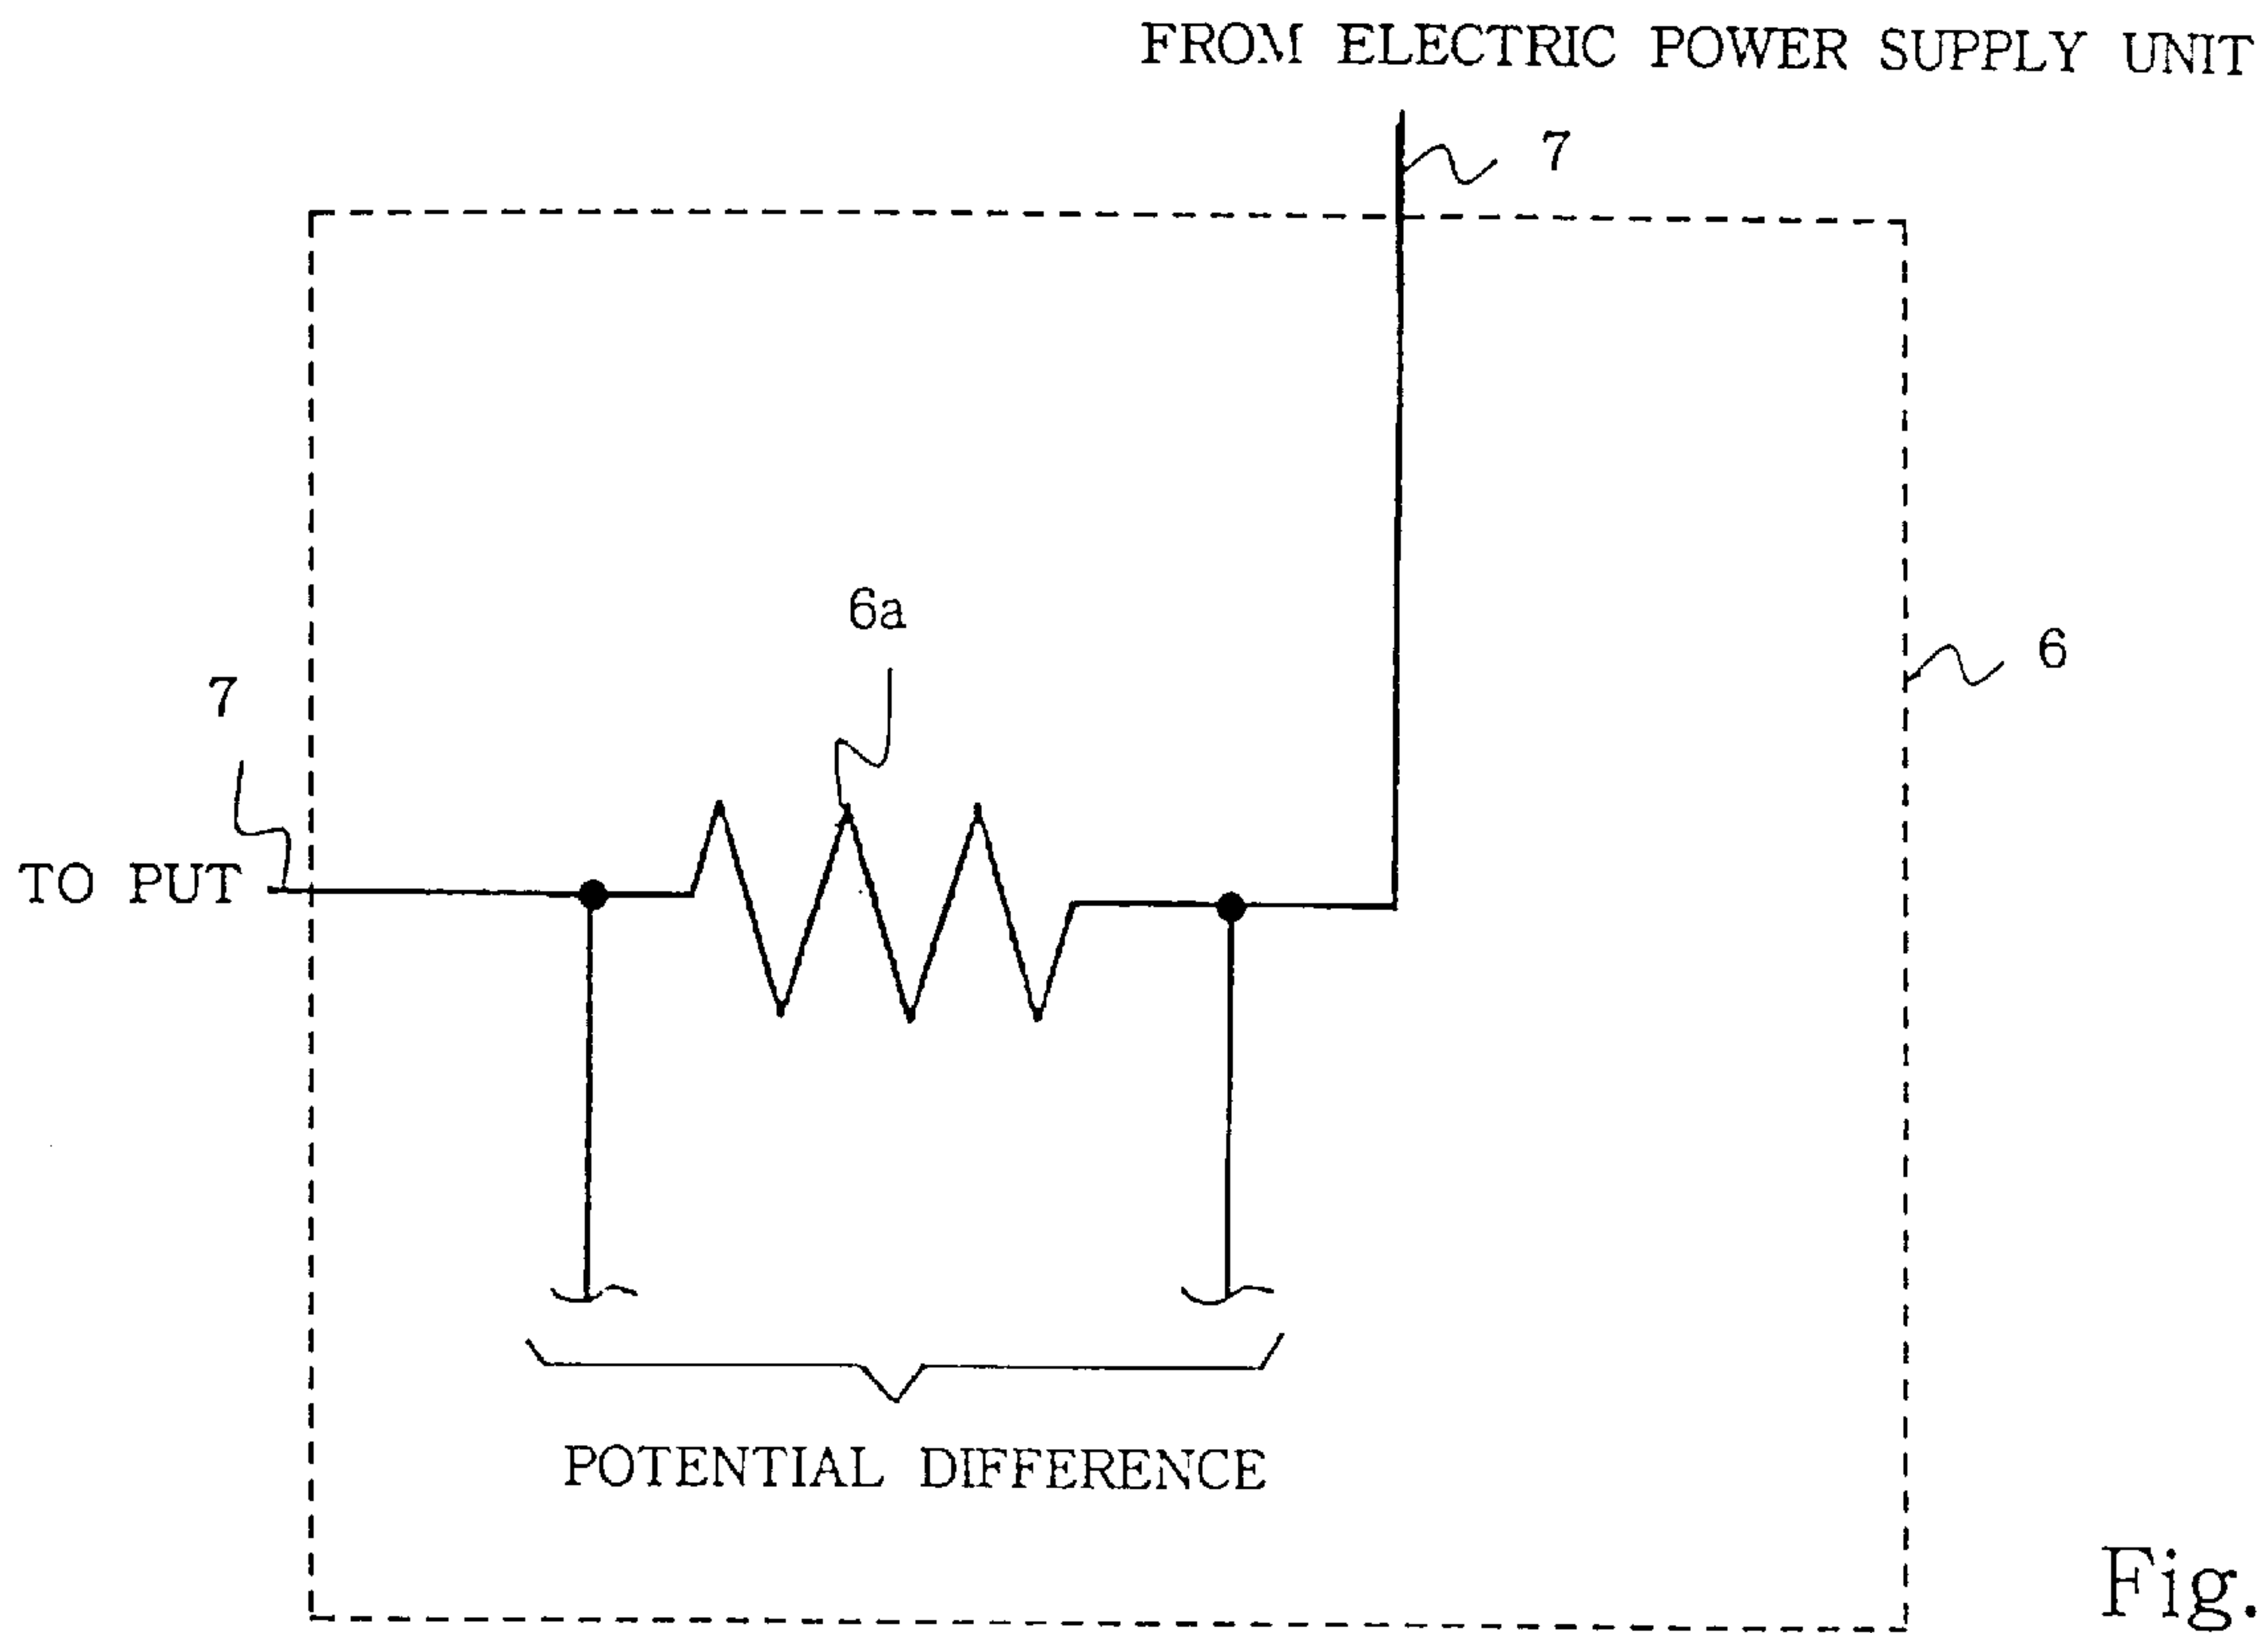 FROM ELECTRIC POWER SUPPLY UNIT
7
6a
6
7
TO PUT
POTENTIAL DIFFERENCE
Fig.